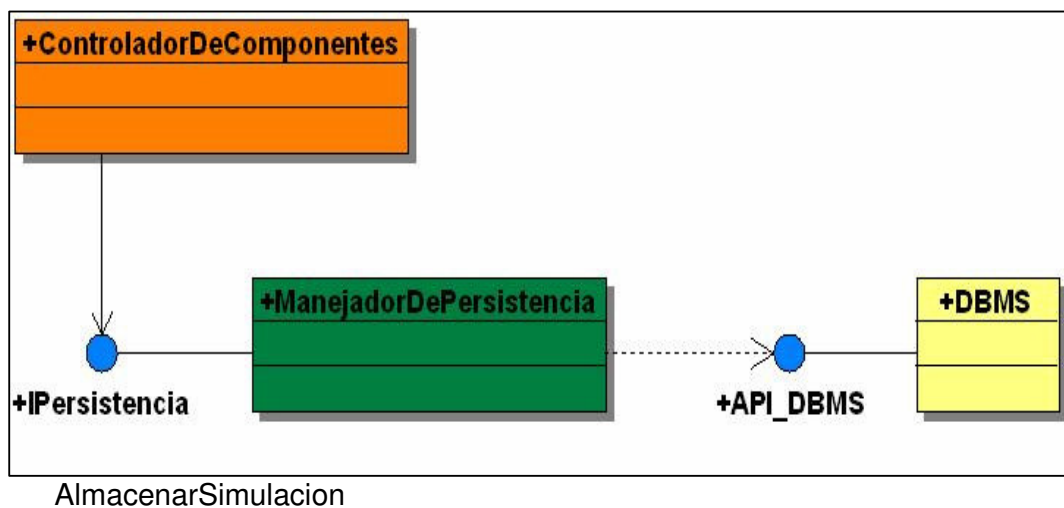 +ControladorDeComponentes
+ManejadorDePersistencia
+DBMS
+IPersistencia
+API_DBMS
AlmacenarSimulacion